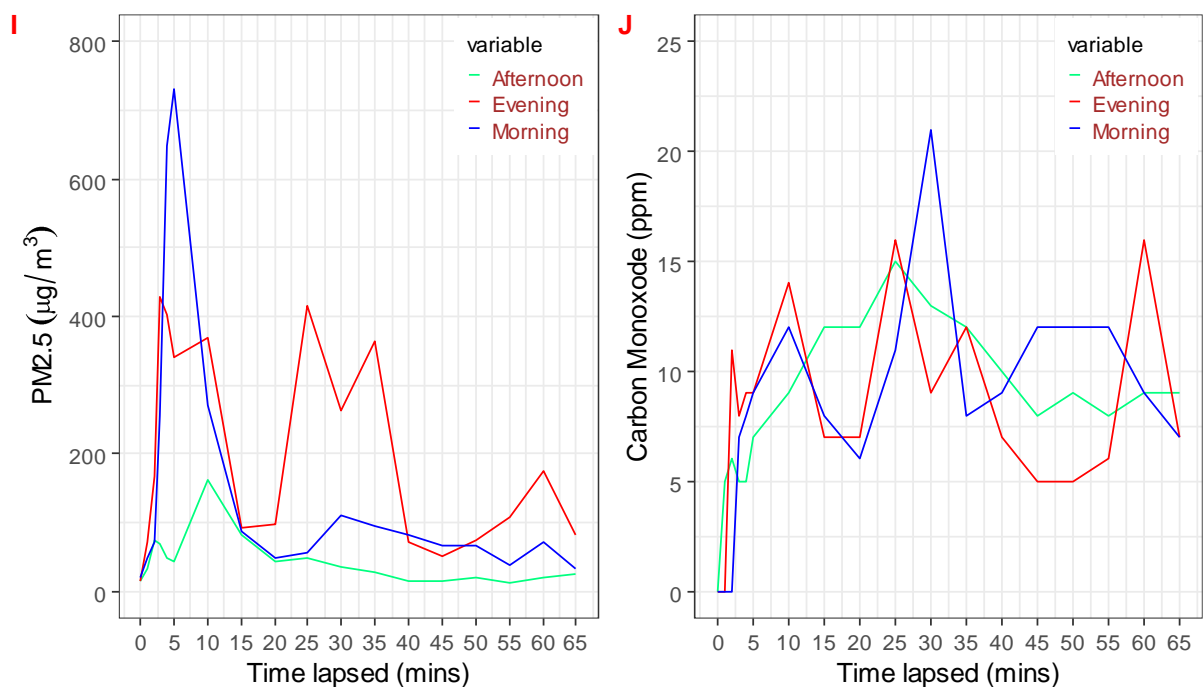 I
PM2.5 (μg/m³)
800
600
400
200
0
variable
Afternoon
Evening
Morning
0 5 10 15 20 25 30 35 40 45 50 55 60 65
Time lapsed (mins)
J
Carbon Monoxode (ppm)
25
20
15
10
5
0
variable
Afternoon
Evening
Morning
0 5 10 15 20 25 30 35 40 45 50 55 60 65
Time lapsed (mins)